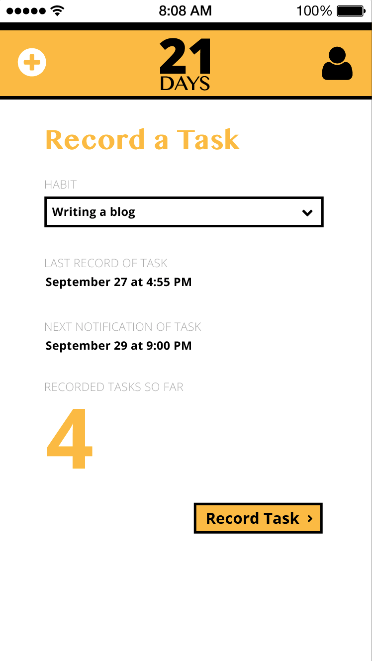 8:08 AM
100%
21
DAYS
Record a Task
HABIT
Writing a blog
LAST RECORD OF TASK
September 27 at 4:55 PM
NEXT NOTIFICATION OF TASK
September 29 at 9:00 PM
RECORDED TASKS SO FAR
4
Record Task ›